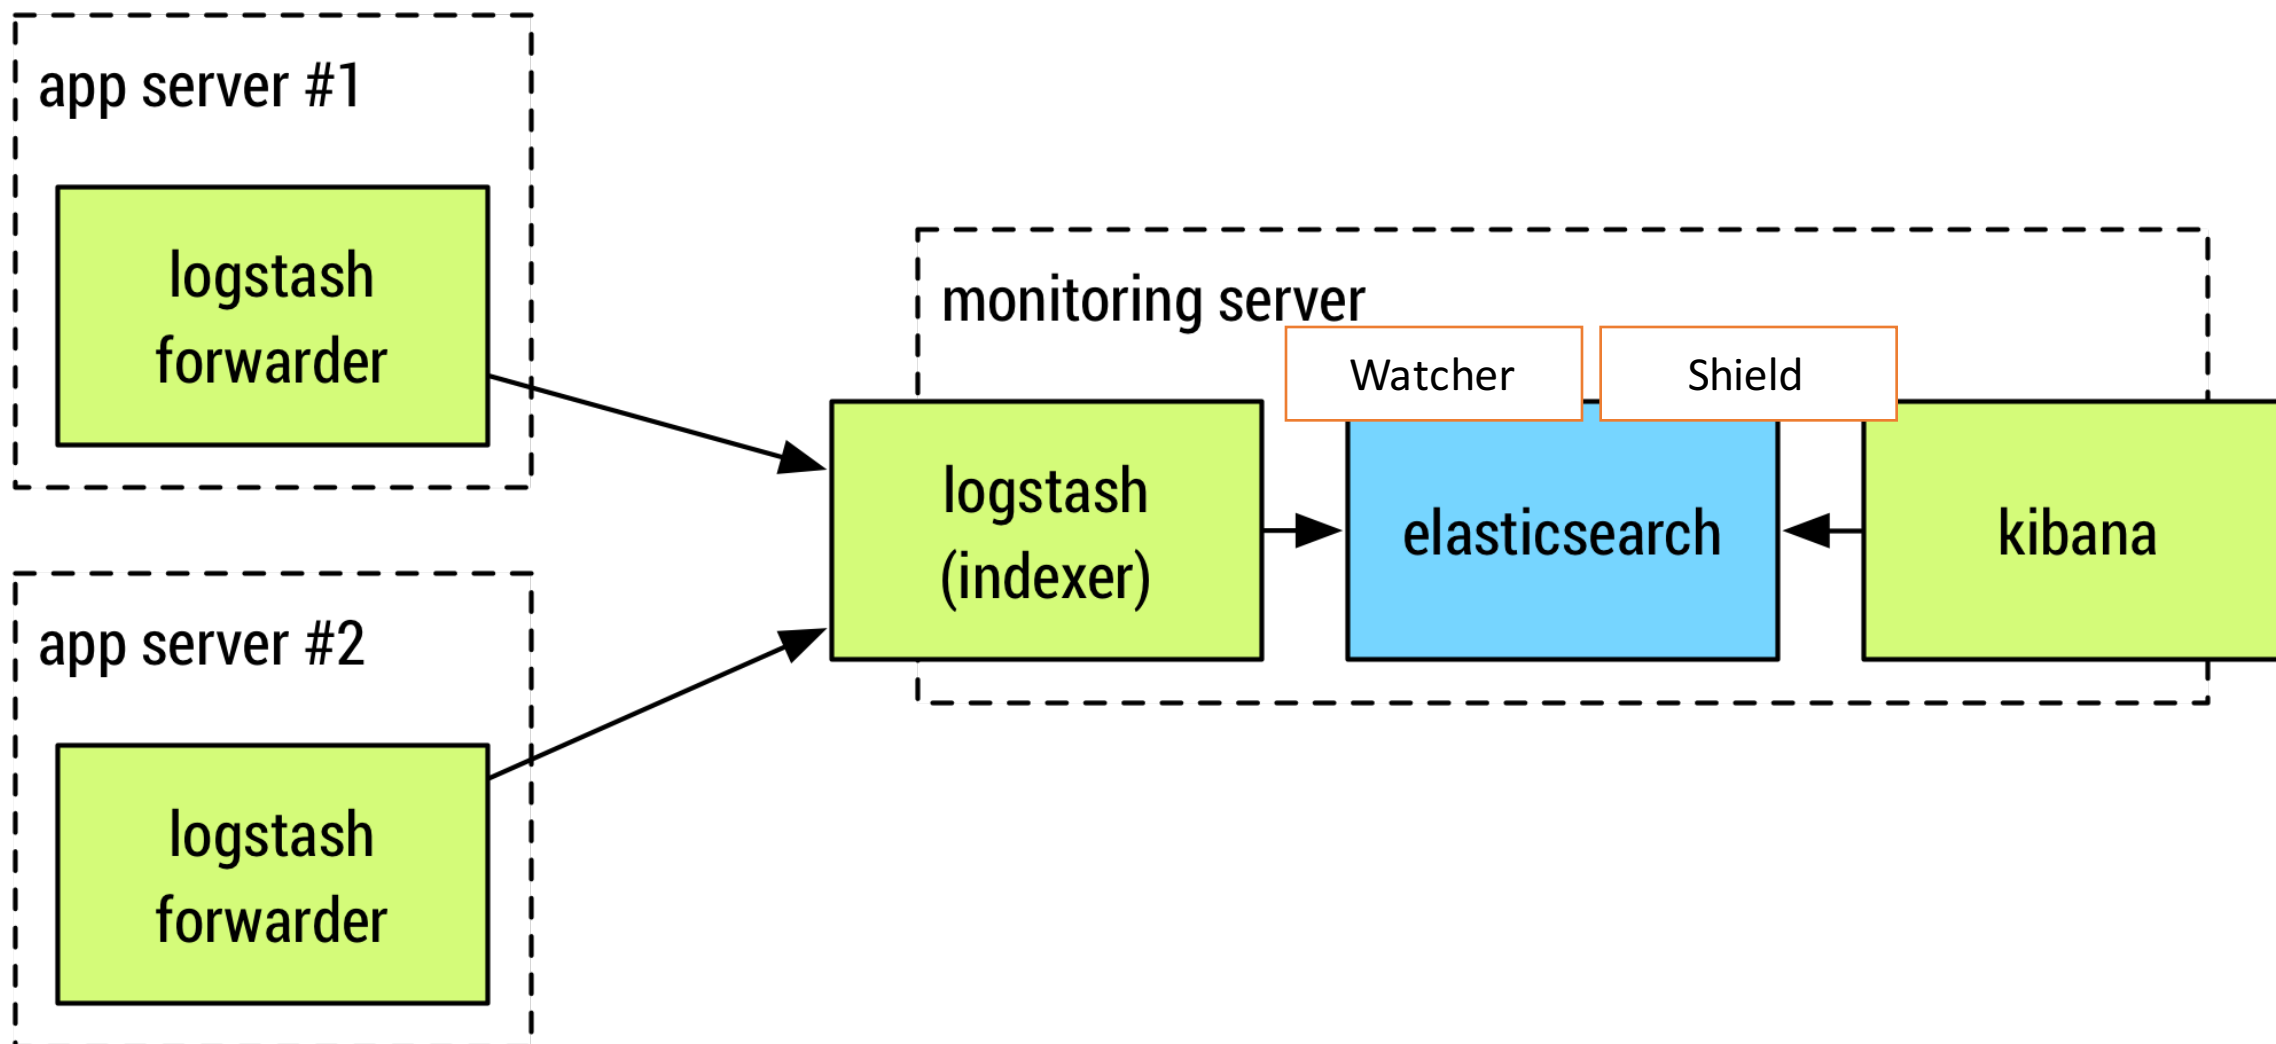 app server #1
logstash
forwarder
monitoring server
Watcher
Shield
logstash
(indexer)
elasticsearch
kibana
app server #2
logstash
forwarder